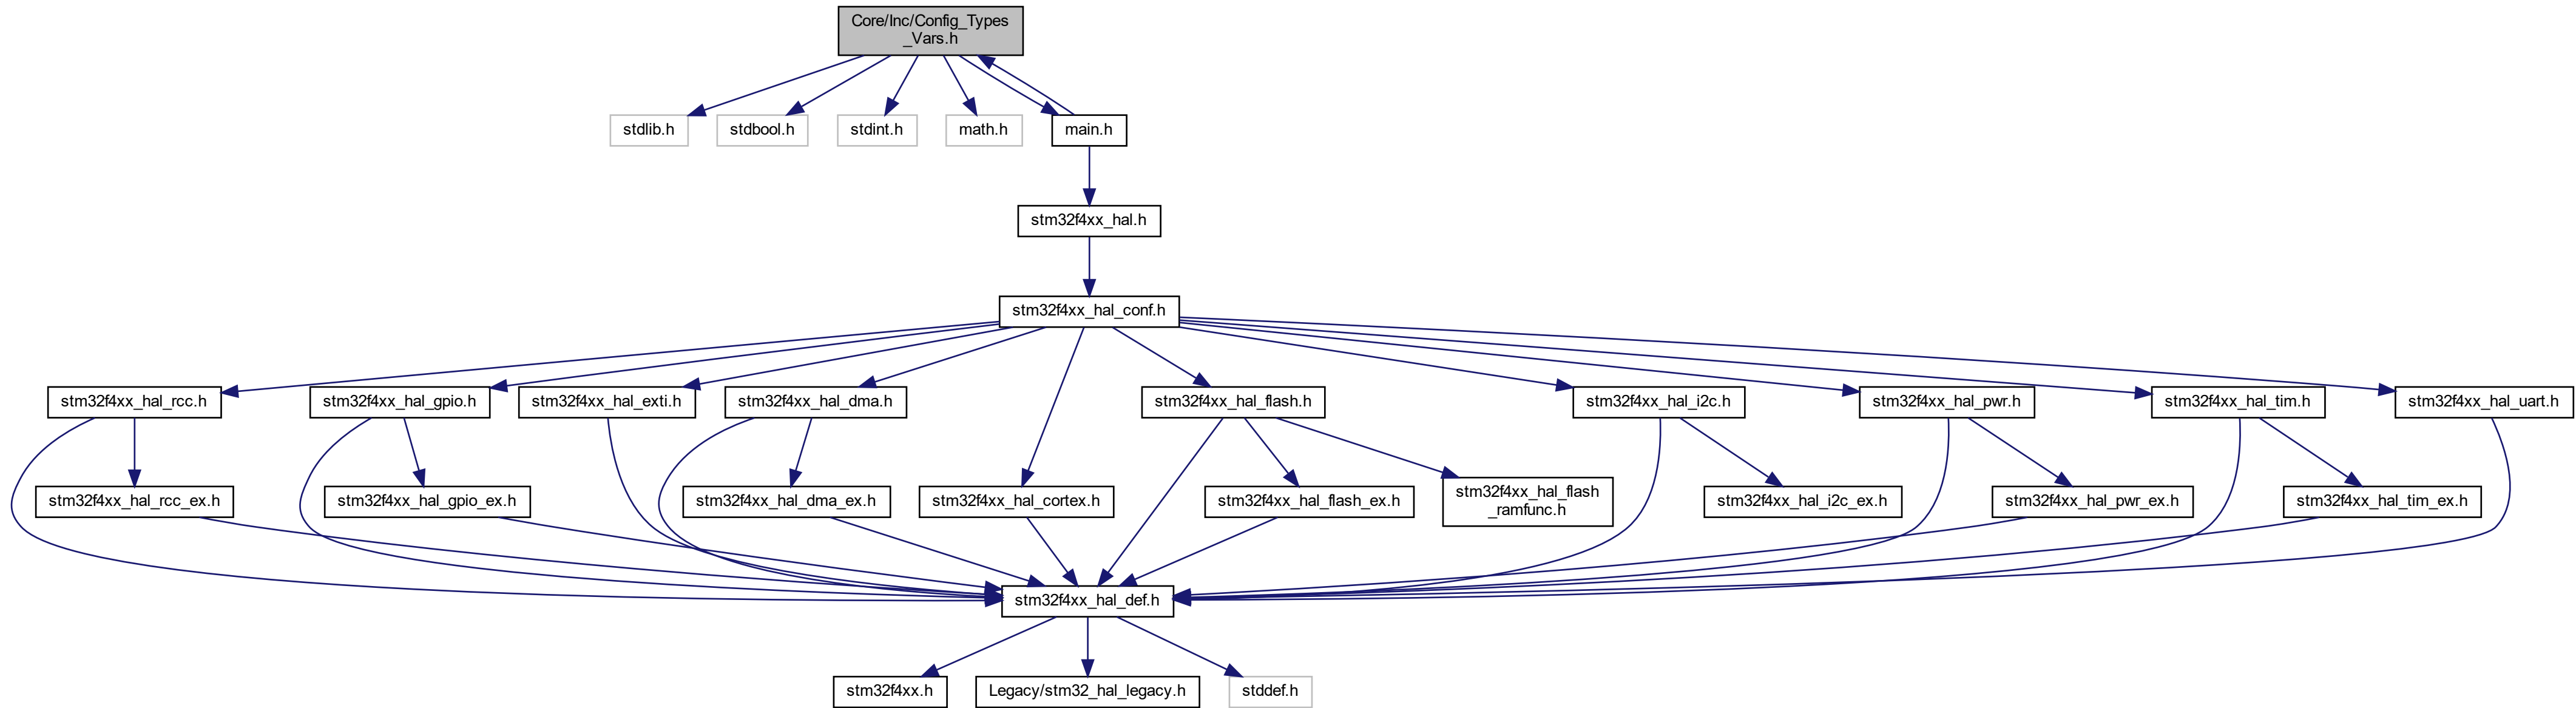 Core/Inc/Config_Types
_Vars.h
stdlib.h
stdbool.h
stdint.h
math.h
main.h
stm32f4xx_hal.h
stm32f4xx_hal_conf.h
stm32f4xx_hal_rcc.h
stm32f4xx_hal_gpio.h
stm32f4xx_hal_exti.h
stm32f4xx_hal_dma.h
stm32f4xx_hal_flash.h
stm32f4xx_hal_i2c.h
stm32f4xx_hal_pwr.h
stm32f4xx_hal_tim.h
stm32f4xx_hal_uart.h
stm32f4xx_hal_rcc_ex.h
stm32f4xx_hal_gpio_ex.h
stm32f4xx_hal_dma_ex.h
stm32f4xx_hal_cortex.h
stm32f4xx_hal_flash_ex.h
stm32f4xx_hal_flash
_ramfunc.h
stm32f4xx_hal_i2c_ex.h
stm32f4xx_hal_pwr_ex.h
stm32f4xx_hal_tim_ex.h
stm32f4xx_hal_def.h
stm32f4xx.h
Legacy/stm32_hal_legacy.h
stddef.h